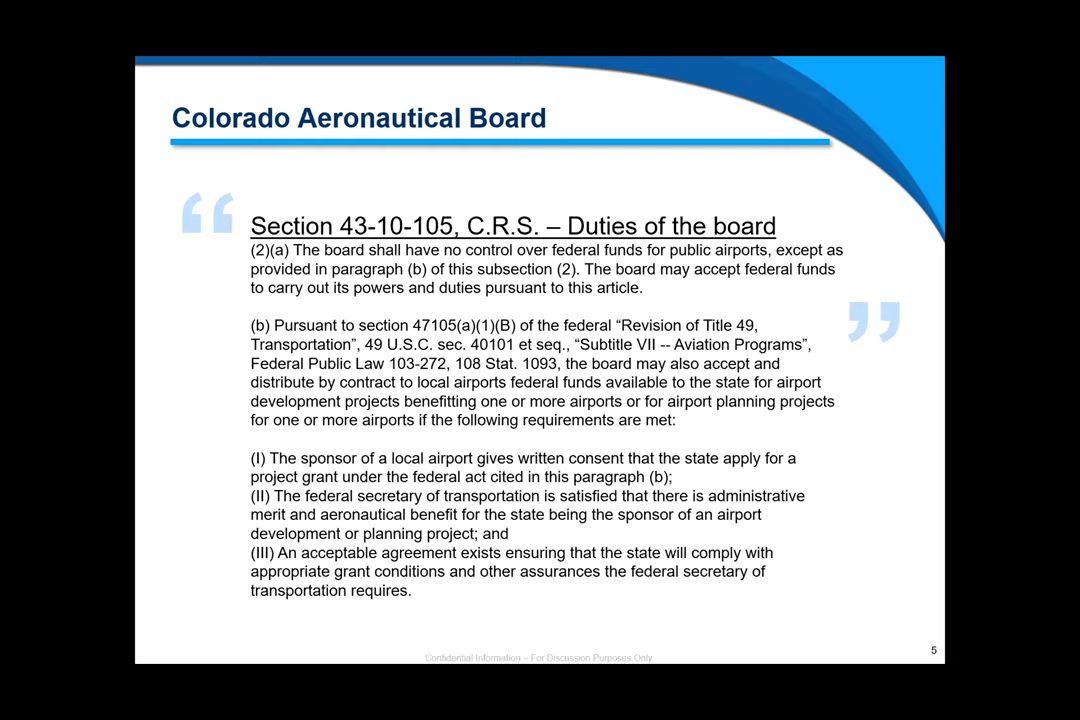 Colorado Aeronautical Board
“
Section 43-10-105, C.R.S. – Duties of the board
(2)(a) The board shall have no control over federal funds for public airports, except as
provided in paragraph (b) of this subsection (2). The board may accept federal funds
to carry out its powers and duties pursuant to this article.
(b) Pursuant to section 47105(a)(1)(B) of the federal “Revision of Title 49,
Transportation”, 49 U.S.C. sec. 40101 et seq., “Subtitle VII -- Aviation Programs”,
Federal Public Law 103-272, 108 Stat. 1093, the board may also accept and
distribute by contract to local airports federal funds available to the state for airport
development projects benefitting one or more airports or for airport planning projects
for one or more airports if the following requirements are met:
(I) The sponsor of a local airport gives written consent that the state apply for a
project grant under the federal act cited in this paragraph (b);
(II) The federal secretary of transportation is satisfied that there is administrative
merit and aeronautical benefit for the state being the sponsor of an airport
development or planning project; and
(III) An acceptable agreement exists ensuring that the state will comply with
appropriate grant conditions and other assurances the federal secretary of
transportation requires.
”
Confidential Information – For Discussion Purposes Only
5